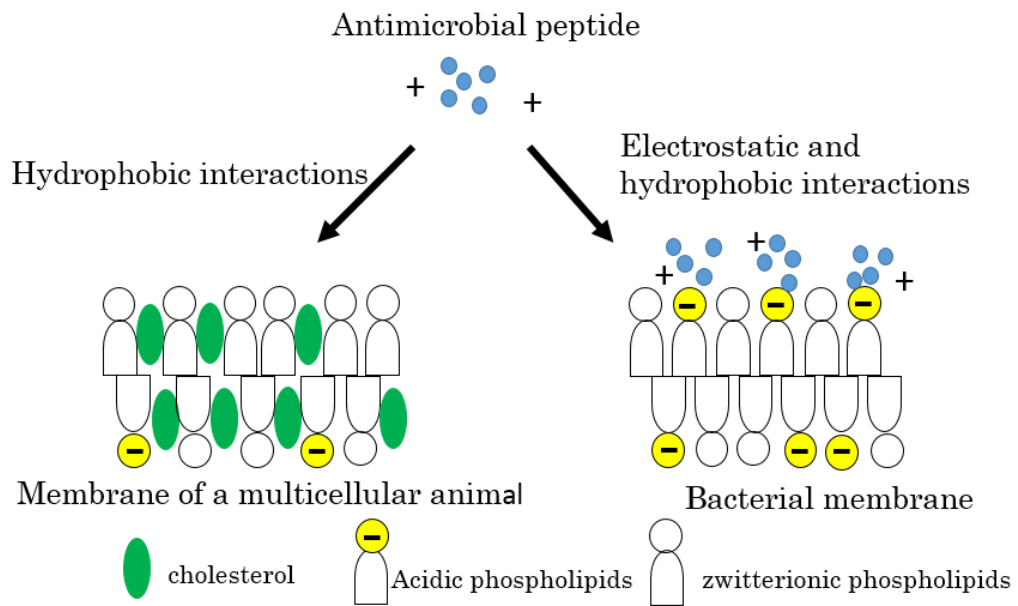 Antimicrobial peptide
+
+
Hydrophobic interactions
Electrostatic and
hydrophobic interactions
+
+
+
- - -
- -
- - -
Membrane of a multicellular animal
Bacterial membrane
-
cholesterol
Acidic phospholipids
zwitterionic phospholipids